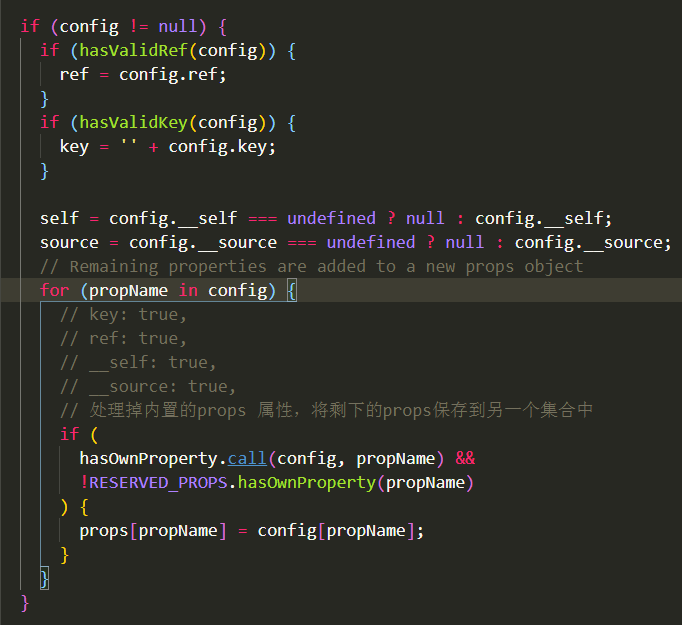 if (config != null) {
if (hasValidRef(config)) {
ref = config.ref;
}
if (hasValidKey(config)) {
key = '' + config.key;
}
self = config.__self === undefined ? null : config.__self;
source = config.__source === undefined ? null : config.__source;
// Remaining properties are added to a new props object
for (propName in config) {
// key: true,
// ref: true,
// __self: true,
// __source: true,
// 处理掉内置的props 属性，将剩下的props保存到另一个集合中
if (
hasOwnProperty.call(config, propName) &&
!RESERVED_PROPS.hasOwnProperty(propName)
) {
props[propName] = config[propName];
}
}
}